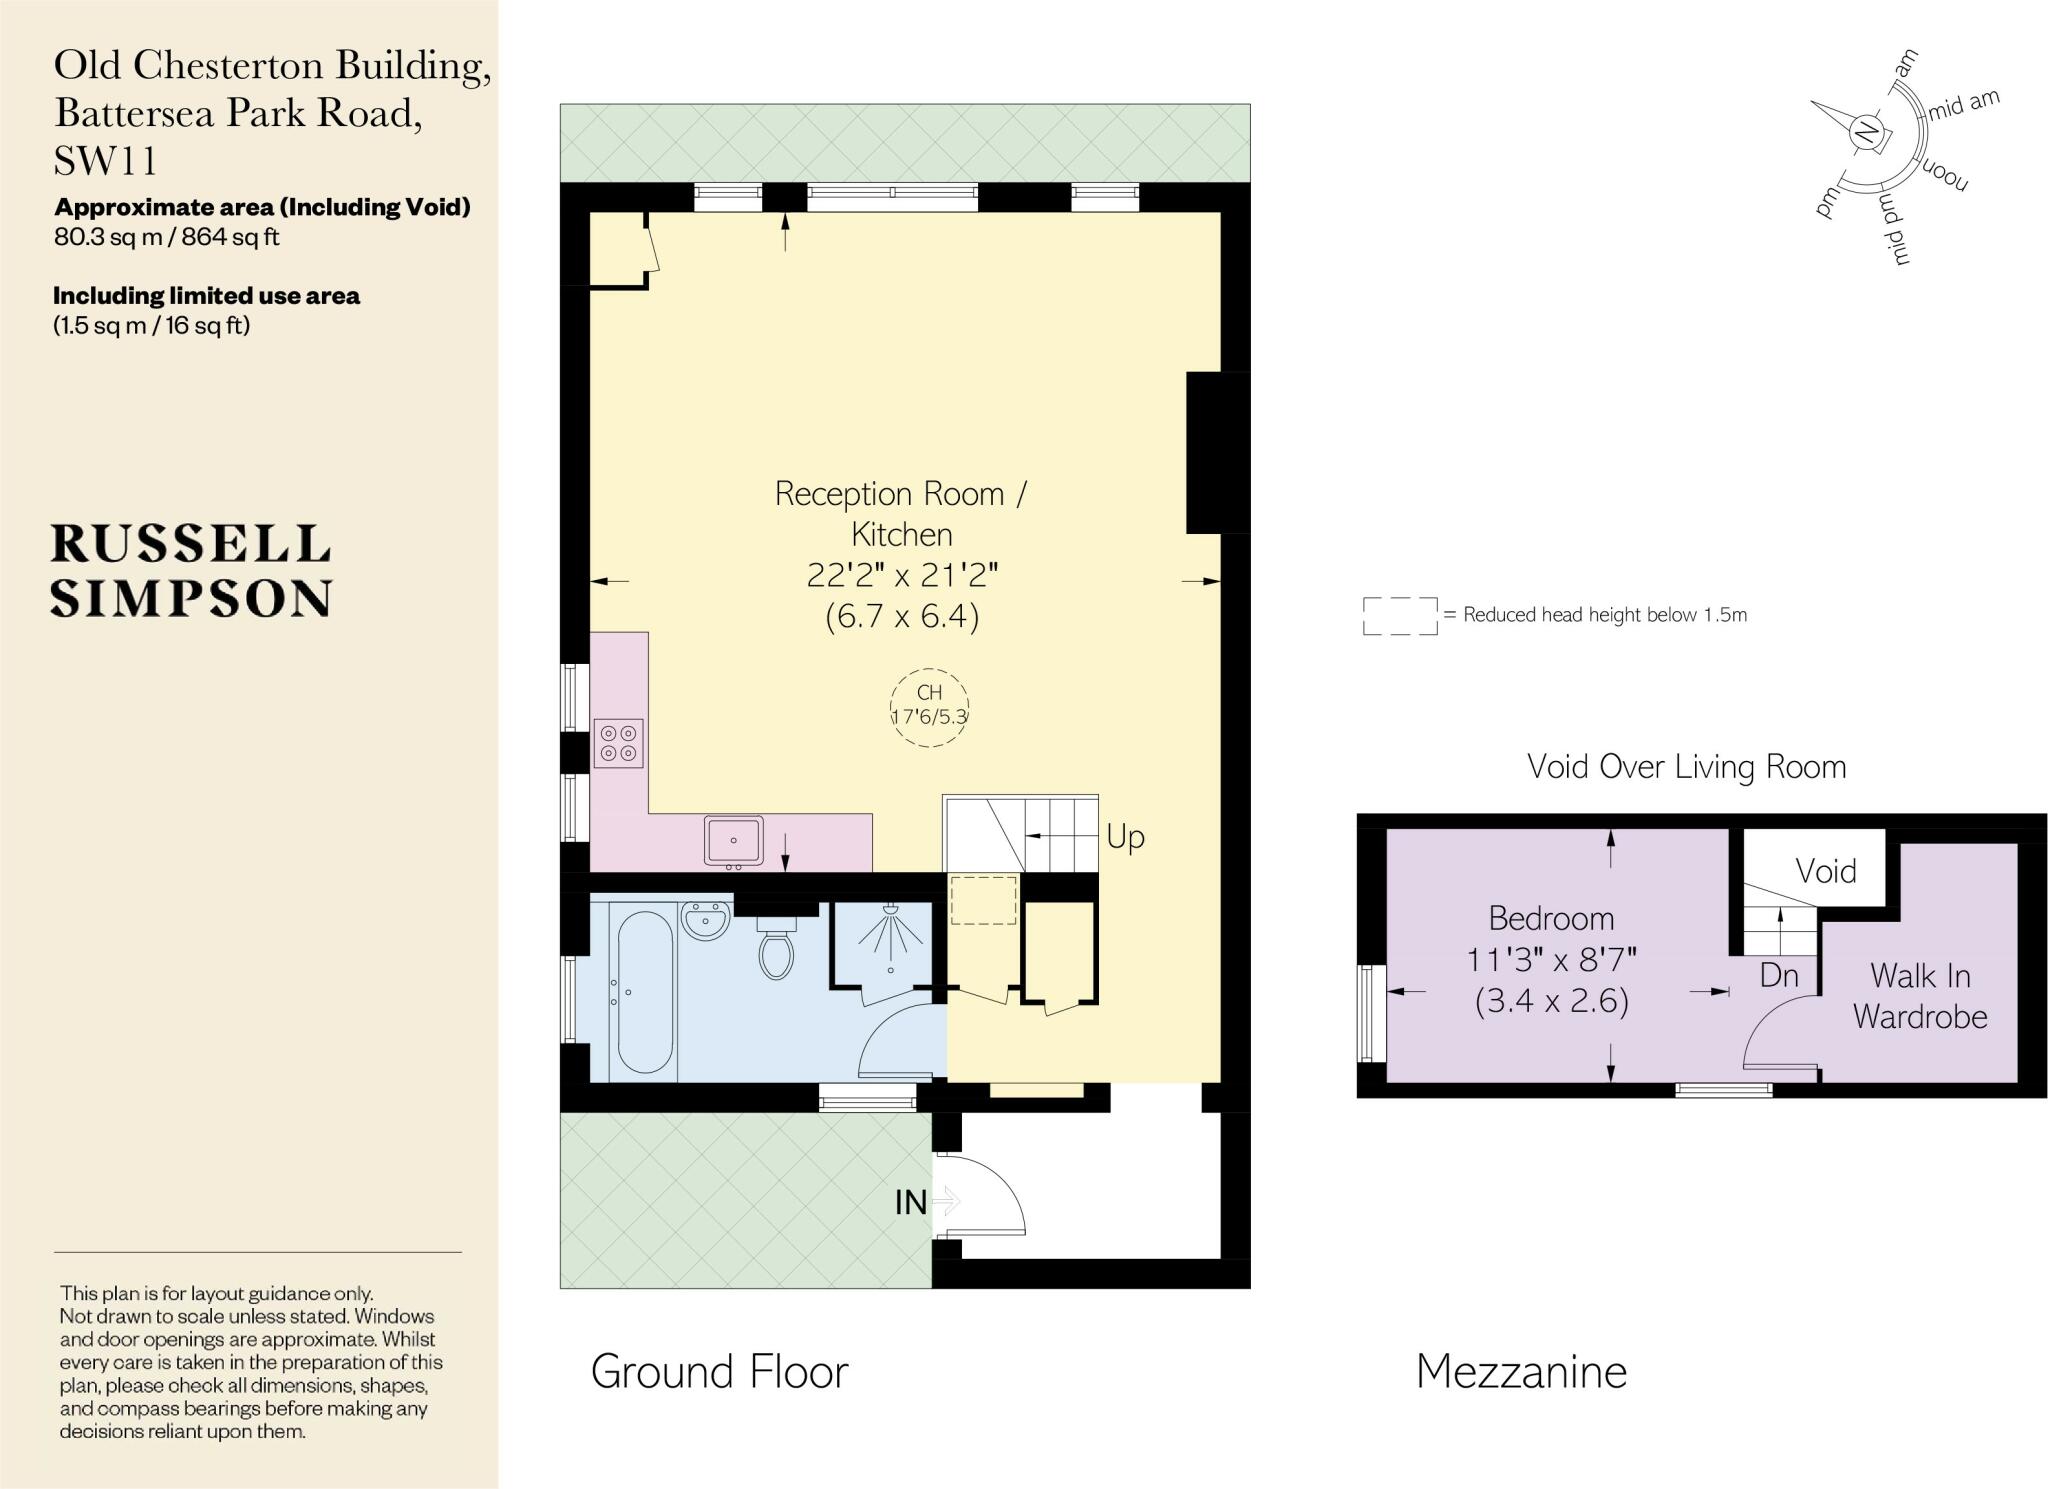 Old Chesterton Building,
Battersea Park Road,
SW11
Approximate area (Including Void)
80.3 sq m / 864 sq ft
Including limited use area
(1.5 sq m / 16 sq ft)
RUSSELL
SIMPSON
This plan is for layout guidance only.
Not drawn to scale unless stated. Windows
and door openings are approximate. Whilst
every care is taken in the preparation of this
plan, please check all dimensions, shapes,
and compass bearings before making any
decisions reliant upon them.
Reception Room /
Kitchen
22'2" x 21'2"
(6.7 x 6.4)
CH
17'6/5.3
Up
IN
Ground Floor
am
mid am
noon
mid pm
pm
N
= Reduced head height below 1.5m
Void Over Living Room
Void
Bedroom
11'3" x 8'7"
(3.4 x 2.6)
Dn
Walk In
Wardrobe
Mezzanine